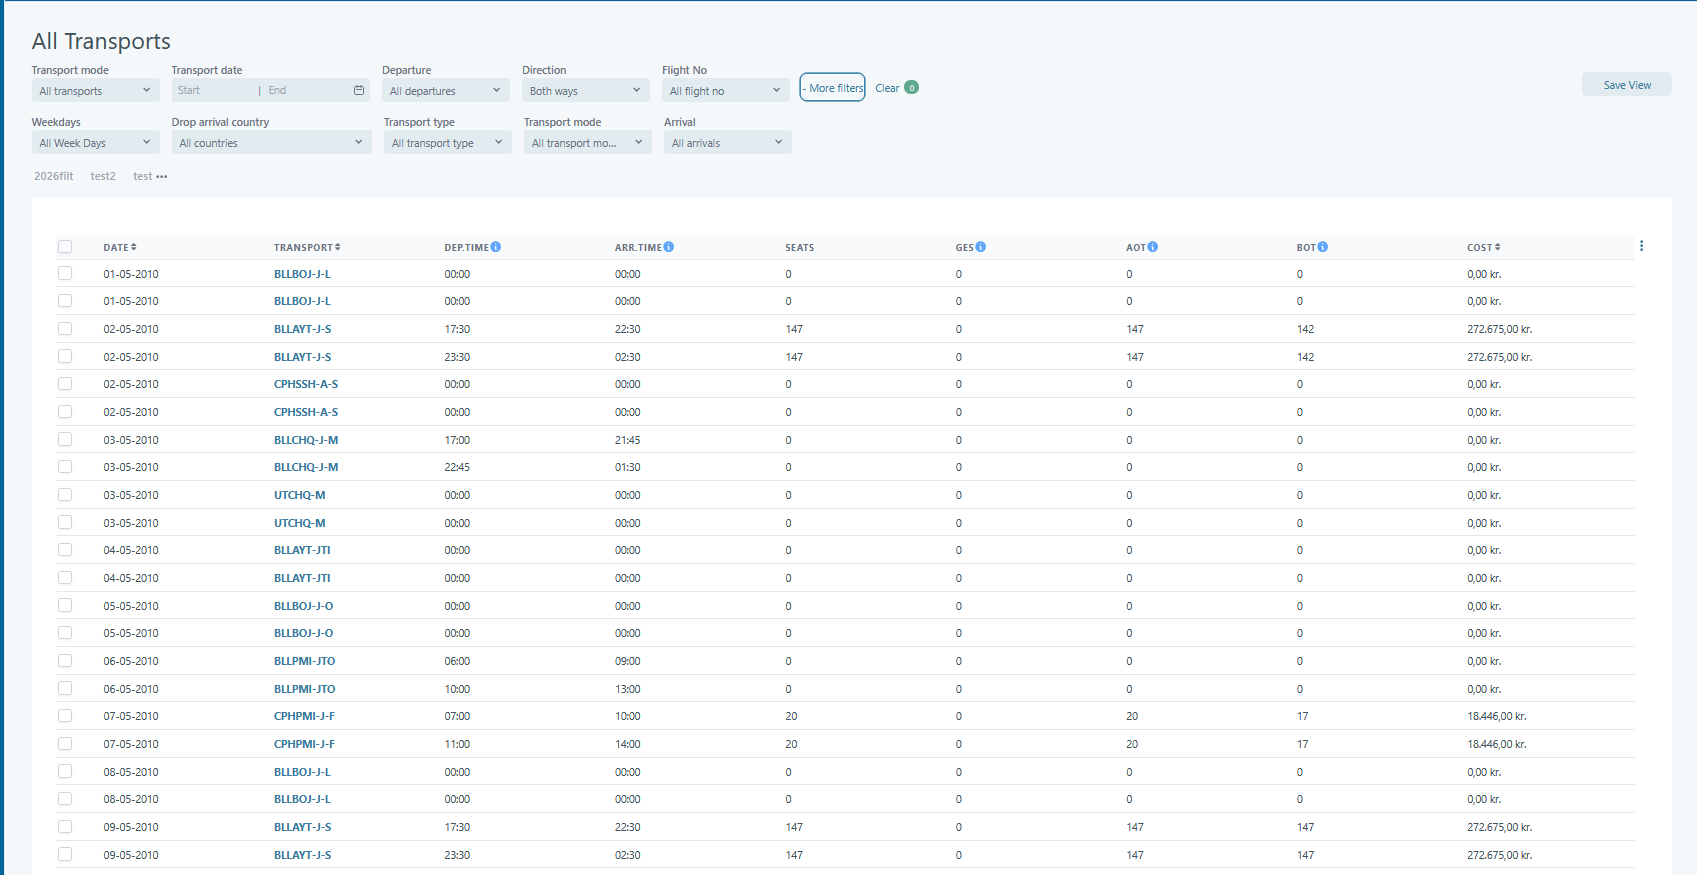 All Transports
Transport mode Transport date Departure Direction Flight No
All transports Start | End All departures Both ways All flight no - More filters Clear 0 Save View
Weekdays Drop arrival country Transport type Transport mode Arrival
All Week Days All countries All transport type All transport mo... All arrivals
2026filt test2 test •••
DATE TRANSPORT DEP.TIME ARR.TIME SEATS GES AOT BOT COST
01-05-2010 BLLBOJ-J-L 00:00 00:00 0 0 0 0 0,00 kr.
01-05-2010 BLLBOJ-J-L 00:00 00:00 0 0 0 0 0,00 kr.
02-05-2010 BLLAYT-J-S 17:30 22:30 147 0 147 142 272.675,00 kr.
02-05-2010 BLLAYT-J-S 23:30 02:30 147 0 147 142 272.675,00 kr.
02-05-2010 CPHSSH-A-S 00:00 00:00 0 0 0 0 0,00 kr.
02-05-2010 CPHSSH-A-S 00:00 00:00 0 0 0 0 0,00 kr.
03-05-2010 BLLCHQ-J-M 17:00 21:45 0 0 0 0 0,00 kr.
03-05-2010 BLLCHQ-J-M 22:45 01:30 0 0 0 0 0,00 kr.
03-05-2010 UTCHQ-M 00:00 00:00 0 0 0 0 0,00 kr.
03-05-2010 UTCHQ-M 00:00 00:00 0 0 0 0 0,00 kr.
04-05-2010 BLLAYT-JTI 00:00 00:00 0 0 0 0 0,00 kr.
04-05-2010 BLLAYT-JTI 00:00 00:00 0 0 0 0 0,00 kr.
05-05-2010 BLLBOJ-J-O 00:00 00:00 0 0 0 0 0,00 kr.
05-05-2010 BLLBOJ-J-O 00:00 00:00 0 0 0 0 0,00 kr.
06-05-2010 BLLPMI-JTO 06:00 09:00 0 0 0 0 0,00 kr.
06-05-2010 BLLPMI-JTO 10:00 13:00 0 0 0 0 0,00 kr.
07-05-2010 CPHPMI-J-F 07:00 10:00 20 0 20 17 18.446,00 kr.
07-05-2010 CPHPMI-J-F 11:00 14:00 20 0 20 17 18.446,00 kr.
08-05-2010 BLLBOJ-J-L 00:00 00:00 0 0 0 0 0,00 kr.
08-05-2010 BLLBOJ-J-L 00:00 00:00 0 0 0 0 0,00 kr.
09-05-2010 BLLAYT-J-S 17:30 22:30 147 0 147 147 272.675,00 kr.
09-05-2010 BLLAYT-J-S 23:30 02:30 147 0 147 147 272.675,00 kr.